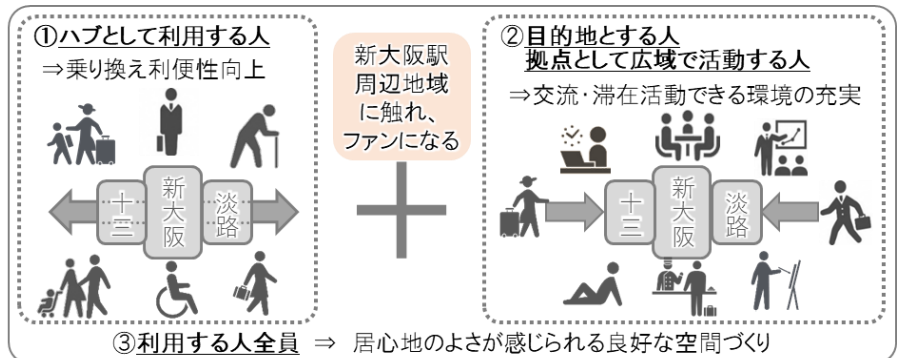 ①ハブとして利用する人
⇒乗り換え利便性向上
十三
新大阪
淡路
新大阪駅
周辺地域
に触れ、
ファンになる
②目的地とする人
拠点として広域で活動する人
⇒交流・滞在活動できる環境の充実
十三
新大阪
淡路
③利用する人全員 ⇒ 居心地のよさが感じられる良好な空間づくり